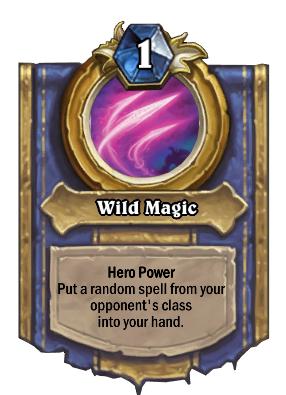 1
Wild Magic
Hero Power
Put a random spell from your
opponent's class
into your hand.